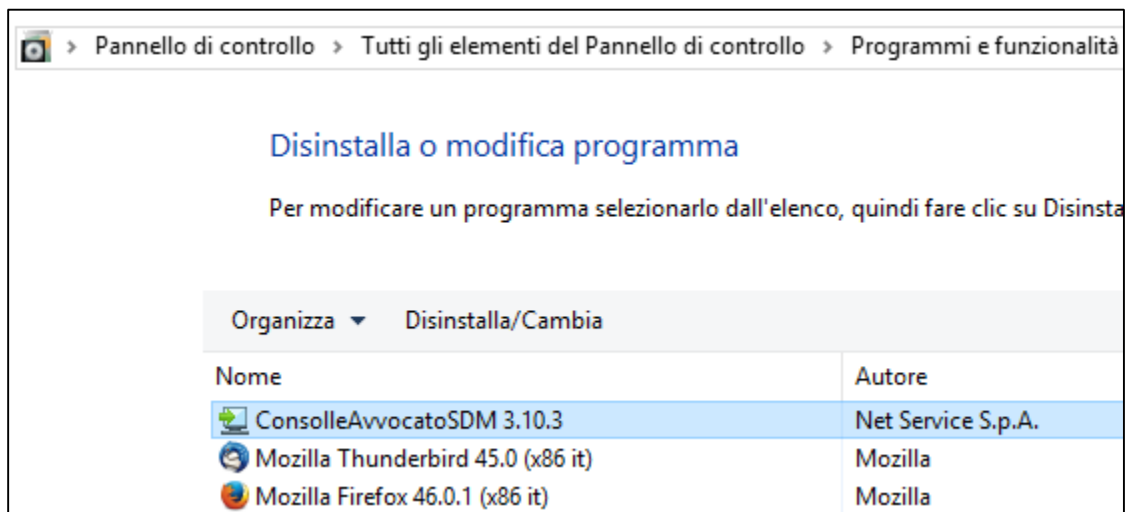 Pannello di controllo > Tutti gli elementi del Pannello di controllo > Programmi e funzionalità
Disinstalla o modifica programma
Per modificare un programma selezionarlo dall'elenco, quindi fare clic su Disinsta
Organizza Disinstalla/Cambia
Nome Autore
ConsolleAvvocatoSDM 3.10.3 Net Service S.p.A.
Mozilla Thunderbird 45.0 (x86 it) Mozilla
Mozilla Firefox 46.0.1 (x86 it) Mozilla